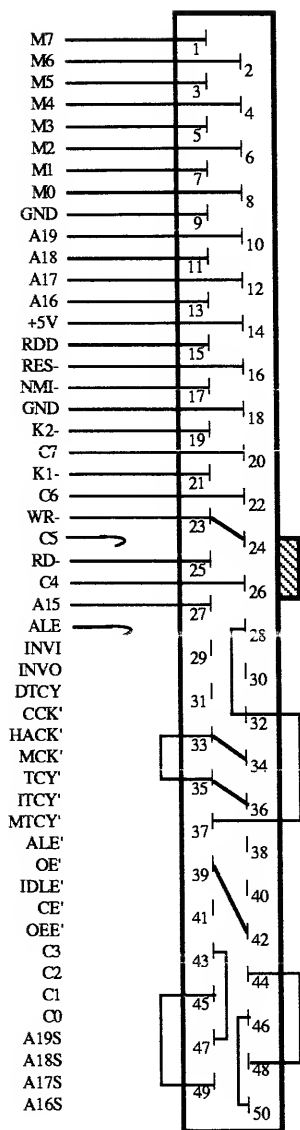 M7 1
M6 2
M5 3
M4 4
M3 5
M2 6
M1 7
M0 8
GND 9
A19 10
A18 11
A17 12
A16 13
+5V 14
RDD 15
RES- 16
NMI- 17
GND 18
K2- 19
C7 20
K1- 21
C6 22
WR- 23
C5 24
RD- 25
C4 26
A15 27
ALE 28
INVI 29
INVO 30
DTCY 31
CCK' 32
HACK' 33
MCK' 34
TCY' 35
ITCY' 36
MTCY' 37
ALE' 38
OE' 39
IDLE' 40
CE' 41
OEE' 42
C3 43
C2 44
C1 45
C0 46
A19S 47
A18S 48
A17S 49
A16S 50